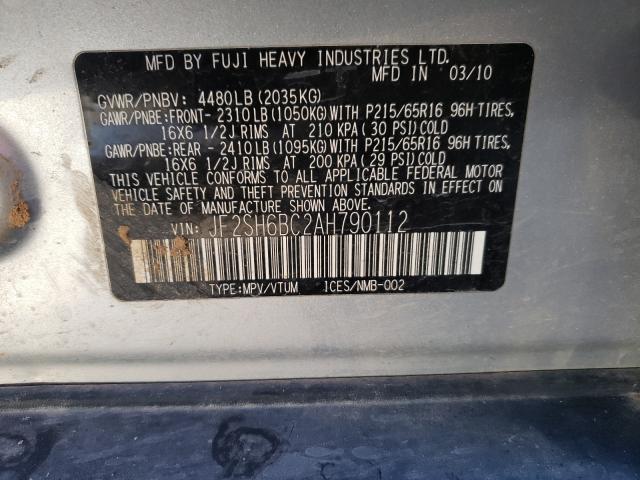 MFD BY FUJI HEAVY INDUSTRIES LTD.
MFD IN 03/10
GVWR/PNBV: 4480LB (2035KG)
GAWR/PNBE:FRONT- 2310LB (1050KG) WITH P215/65R16 96H TIRES,
16X6 1/2J RIMS AT 210 KPA (30 PSI) COLD
GAWR/PNBE:REAR - 2410LB (1095KG) WITH P215/65R16 96H TIRES,
16X6 1/2J RIMS AT 200 KPA (29 PSI) COLD
THIS VEHICLE CONFORMS TO ALL APPLICABLE FEDERAL MOTOR
VEHICLE SAFETY AND THEFT PREVENTION STANDARDS IN EFFECT ON
THE DATE OF MANUFACTURE SHOWN ABOVE.
VIN: JF2SH6BC2AH790112
TYPE:MPV/VTUM ICES/NMB-002